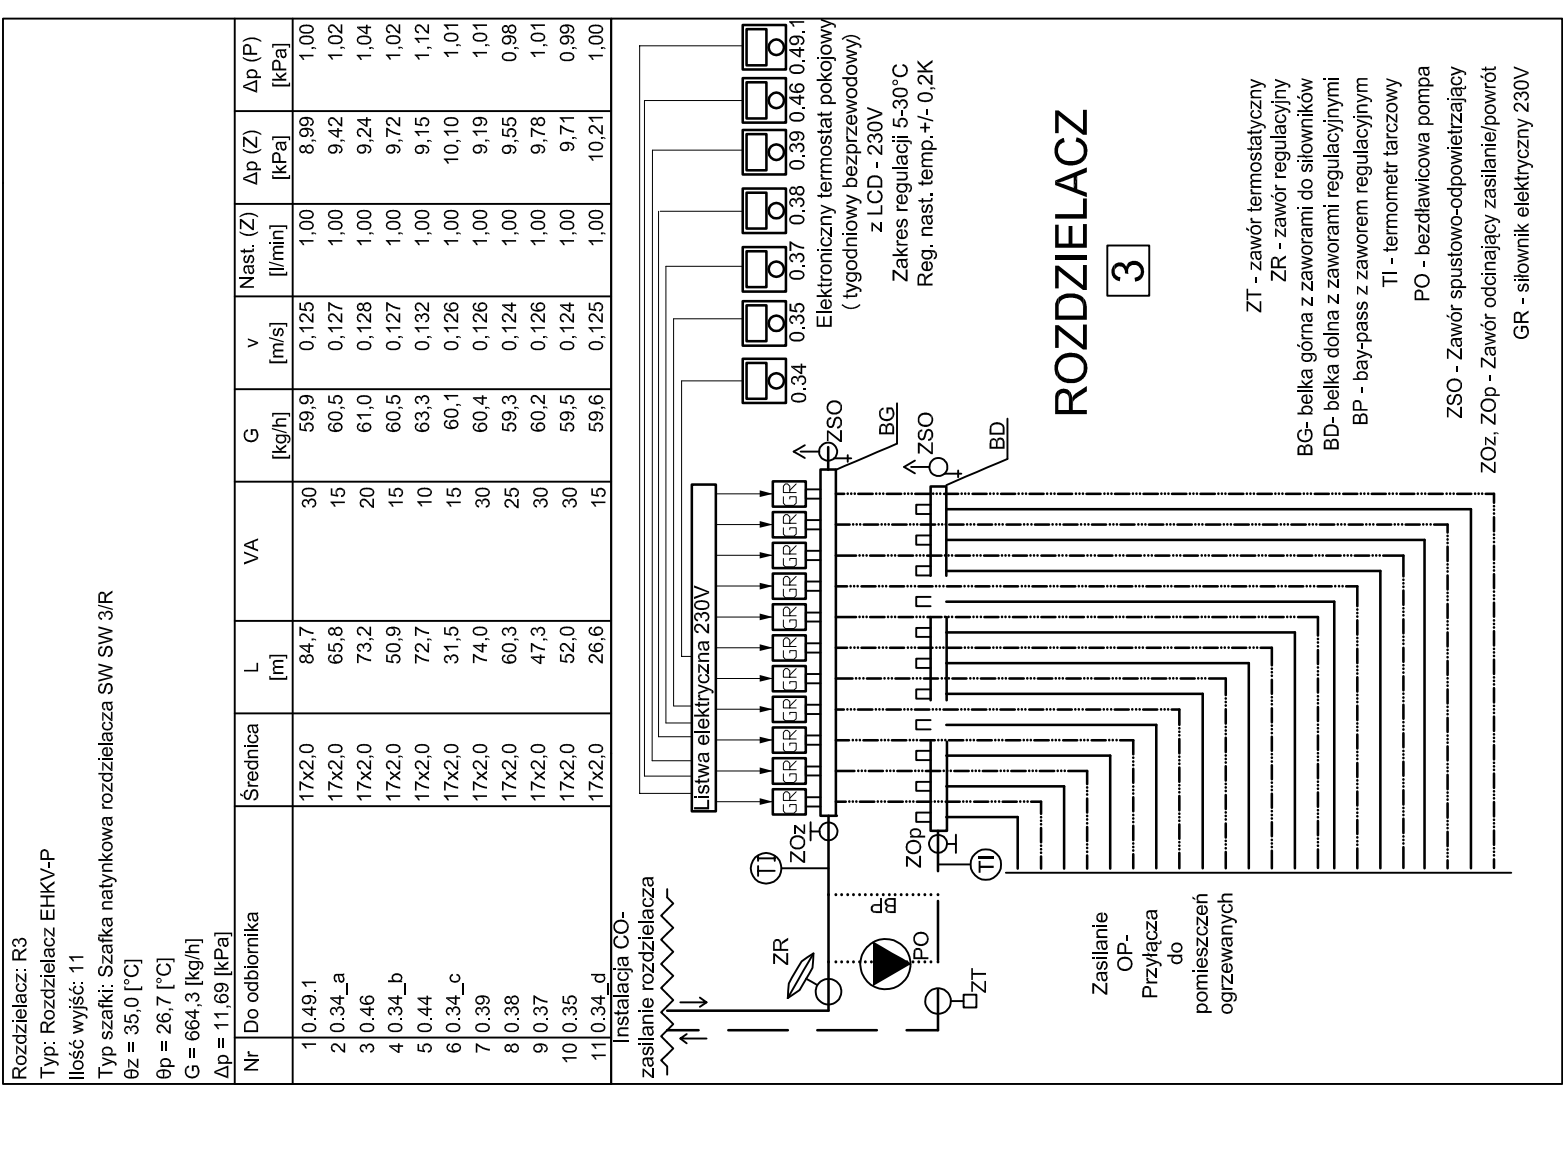 Rozdzielacz: R3
Typ: Rozdzielacz EHKV-P
Ilość wyjść: 11
Typ szafki: Szafka natynkowa rozdzielacza SW SW 3/R
θz = 35,0 [°C]
θp = 26,7 [°C]
G = 664,3 [kg/h]
Δp = 11,69 [kPa]
Nr Do odbiornika Średnica L VA G v Nast. (Z) Δp (Z) Δp (P)
[m] [kg/h] [m/s] [l/min] [kPa] [kPa]
1 0.49.1 17x2,0 84,7 30 59,9 0,125 1,00 8,99 1,00
2 0.34_a 17x2,0 65,8 15 60,5 0,127 1,00 9,42 1,02
3 0.46 17x2,0 73,2 20 61,0 0,128 1,00 9,24 1,04
4 0.34_b 17x2,0 50,9 15 60,5 0,127 1,00 9,72 1,02
5 0.44 17x2,0 72,7 10 63,3 0,132 1,00 9,15 1,12
6 0.34_c 17x2,0 31,5 15 60,1 0,126 1,00 10,10 1,01
7 0.39 17x2,0 74,0 30 60,4 0,126 1,00 9,19 1,01
8 0.38 17x2,0 60,3 25 59,3 0,124 1,00 9,55 0,98
9 0.37 17x2,0 47,3 30 60,2 0,126 1,00 9,78 1,01
10 0.35 17x2,0 52,0 30 59,5 0,124 1,00 9,71 0,99
11 0.34_d 17x2,0 26,6 15 59,6 0,125 1,00 10,21 1,00
Instalacja CO-
zasilanie rozdzielacza
Listwa elektryczna 230V
GR GR GR GR GR GR GR GR GR GR GR
0.34 0.35 0.37 0.38 0.39 0.46 0.49.1
Elektroniczny termostat pokojowy
( tygodniowy bezprzewodowy)
z LCD - 230V
Zakres regulacji 5-30°C
Reg. nast. temp.+/- 0,2K
TI
ZOz
ZSO
BG
ZR
BP
PO
ZT
ZOp
TI
ZSO
BD
ROZDZIELACZ
3
Zasilanie
OP-
Przyłącza
do
pomieszczeń
ogrzewanych
ZT - zawór termostatyczny
ZR - zawór regulacyjny
BG- belka górna z zaworami do siłowników
BD- belka dolna z zaworami regulacyjnymi
BP - bay-pass z zaworem regulacyjnym
TI - termometr tarczowy
PO - bezdławicowa pompa
ZSO - Zawór spustowo-odpowietrzający
ZOz, ZOp - Zawór odcinający zasilanie/powrót
GR - siłownik elektryczny 230V